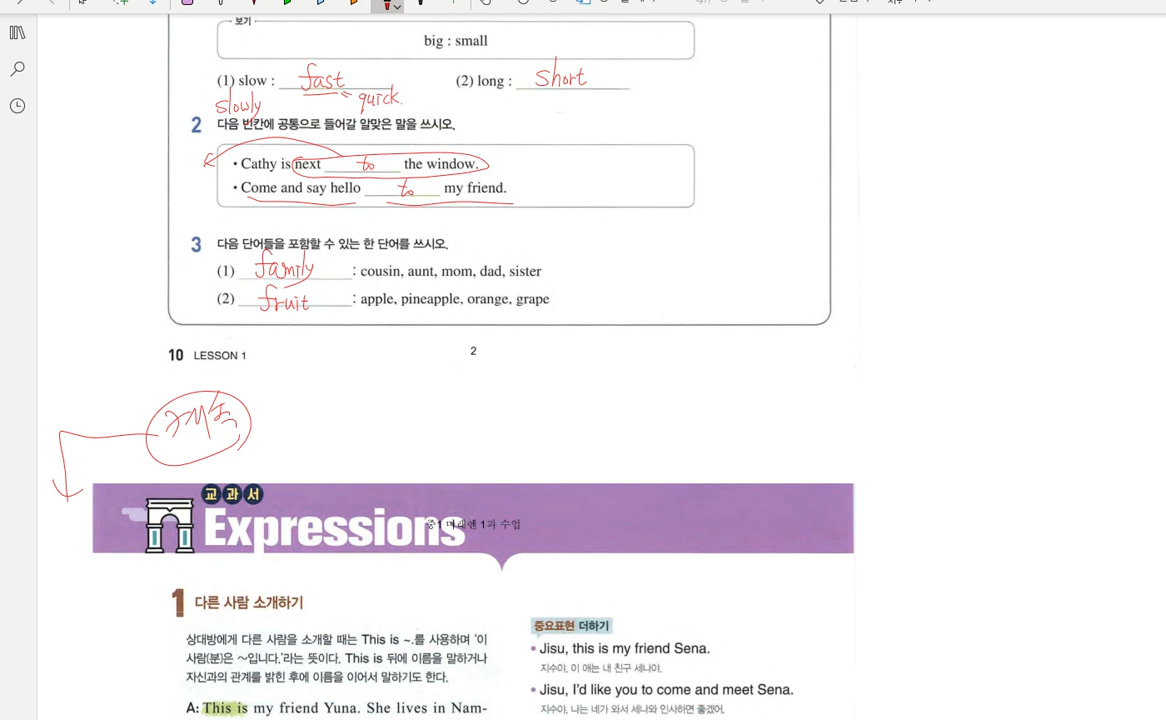 보기
big : small
(1) slow : fast (2) long : short
slowly = quick.
2 다음 빈칸에 공통으로 들어갈 알맞은 말을 쓰시오.
• Cathy is next to the window.
• Come and say hello to my friend.
3 다음 단어들을 포함할 수 있는 한 단어를 쓰시오.
(1) family : cousin, aunt, mom, dad, sister
(2) fruit : apple, pineapple, orange, grape
10 LESSON 1
2
계속
교과서
Expressions
중1 미래엔 1과 수업
1 다른 사람 소개하기
상대방에게 다른 사람을 소개할 때는 This is ~.를 사용하며 '이
사람(분)은 ~입니다.'라는 뜻이다. This is 뒤에 이름을 말하거나
자신과의 관계를 밝힌 후에 이름을 이어서 말하기도 한다.
A: This is my friend Yuna. She lives in Nam-
중요표현 더하기
• Jisu, this is my friend Sena.
지수야, 이 애는 내 친구 세나야.
• Jisu, I'd like you to come and meet Sena.
지수야, 나는 네가 와서 세나와 인사하면 좋겠어.